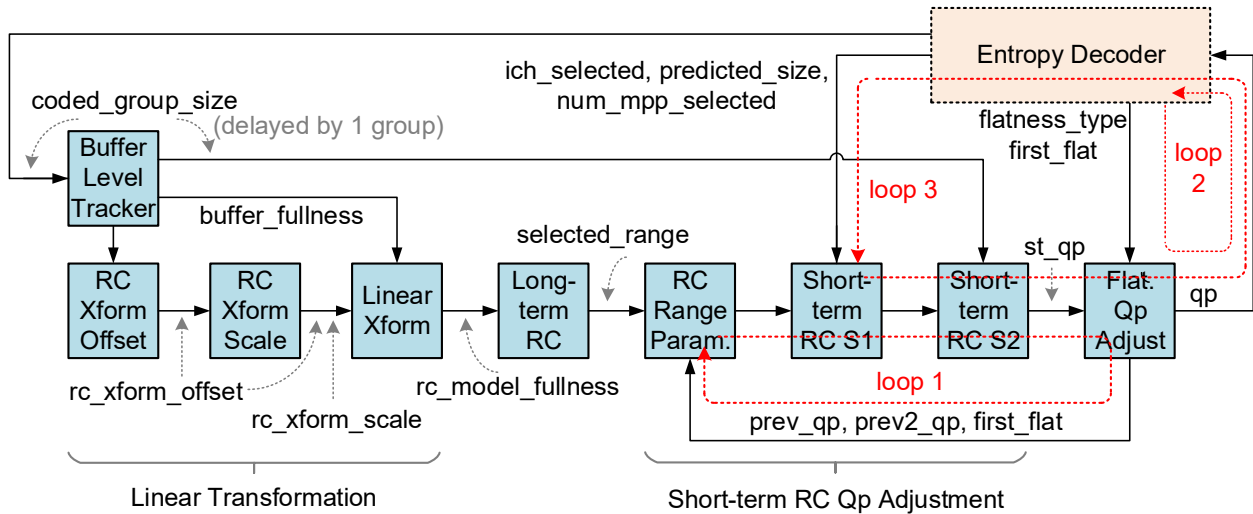 Entropy Decoder
ich_selected, predicted_size,
num_mpp_selected
coded_group_size
(delayed by 1 group)
flatness_type
first_flat
loop
2
loop 3
Buffer
Level
Tracker
buffer_fullness
selected_range
st_qp
RC
Xform
Offset
RC
Xform
Scale
Linear
Xform
Long-
term
RC
RC
Range
Param.
Short-
term
RC S1
Short-
term
RC S2
Flat.
Qp
Adjust
qp
rc_xform_offset
rc_model_fullness
loop 1
rc_xform_scale
prev_qp, prev2_qp, first_flat
Linear Transformation
Short-term RC Qp Adjustment